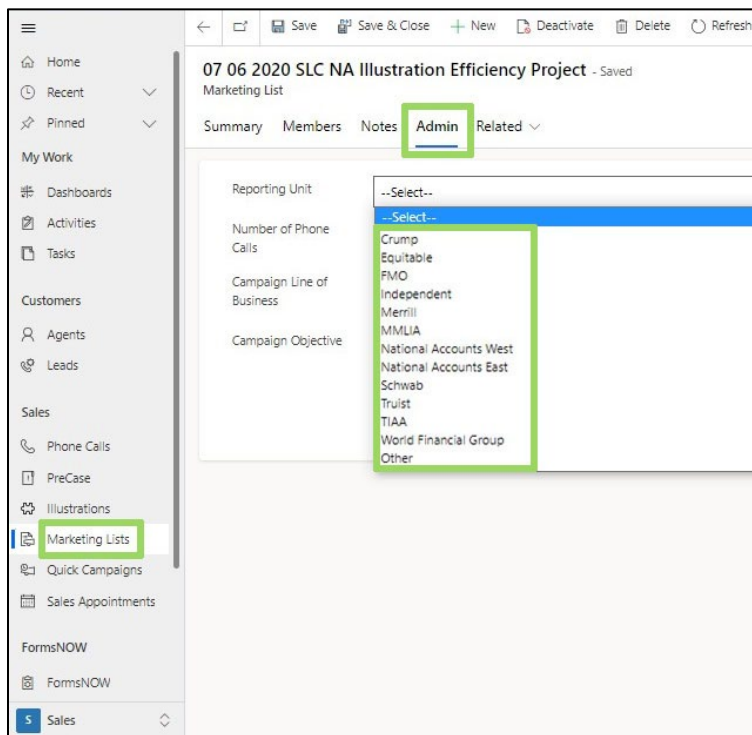 Save
Save & Close
New
Deactivate
Delete
Refresh
Home
Recent
Pinned
My Work
Dashboards
Activities
Tasks
Customers
Agents
Leads
Sales
Phone Calls
PreCase
Illustrations
Marketing Lists
Quick Campaigns
Sales Appointments
FormsNOW
FormsNOW
S Sales
07 06 2020 SLC NA Illustration Efficiency Project - Saved
Marketing List
Summary Members Notes Admin Related
Reporting Unit
--Select--
Number of Phone
Calls
Campaign Line of
Business
Campaign Objective
--Select--
Crump
Equitable
FMO
Independent
Merrill
MMLIA
National Accounts West
National Accounts East
Schwab
Truist
TIAA
World Financial Group
Other